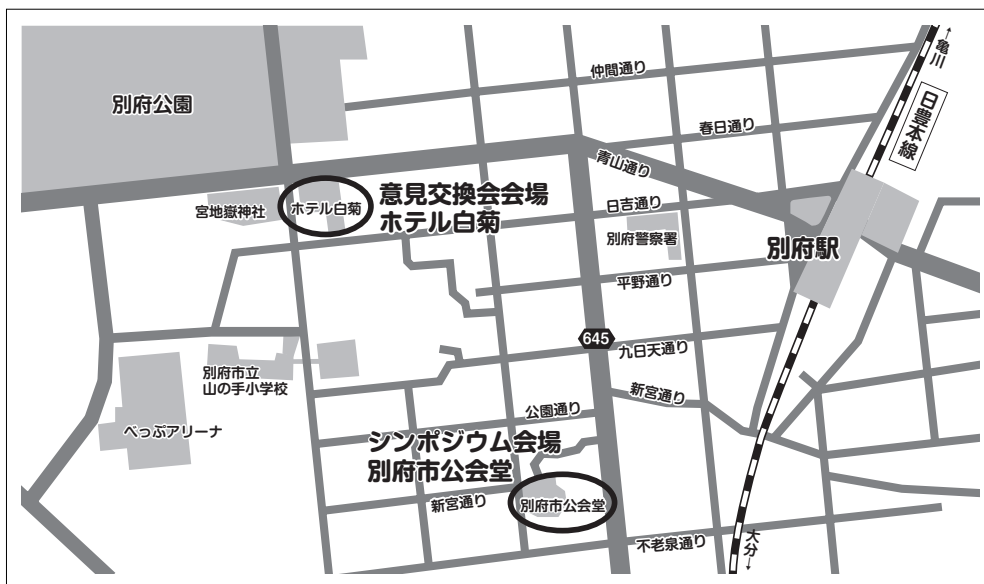 ←亀川
仲間通り
別府公園
日豊本線
春日通り
青山通り
意見交換会会場
ホテル白菊
宮地嶽神社
ホテル白菊
日吉通り
別府警察署
別府駅
平野通り
645
九日天通り
別府市立
山の手小学校
新宮通り
公園通り
べっぷアリーナ
シンポジウム会場
別府市公会堂
新宮通り
別府市公会堂
不老泉通り
大分→